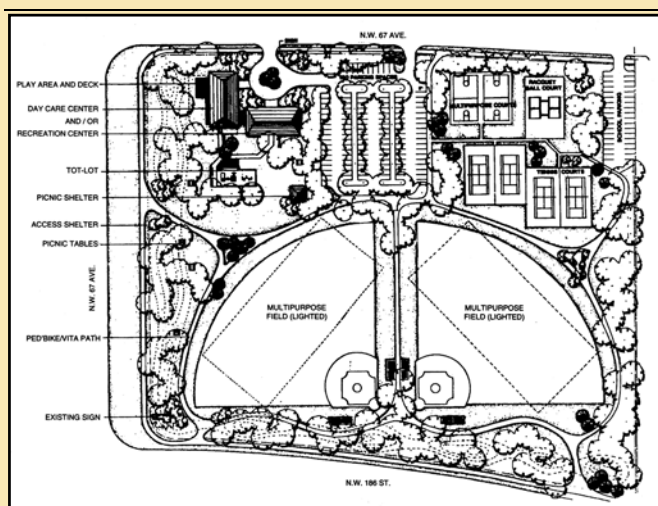 N.W. 67 AVE.
PARKING SPACES
PLAY AREA AND DECK
DAY CARE CENTER
AND / OR
RECREATION CENTER
TOT-LOT
PICNIC SHELTER
ACCESS SHELTER
PICNIC TABLES
N.W. 67 AVE.
PED'BIKE/VITA PATH
EXISTING SIGN
MULTIPURPOSE COURTS
RACQUET
BALL COURT
SCHOOL PARKING
TENNIS COURTS
MULTIPURPOSE
FIELD (LIGHTED)
MULTIPURPOSE
FIELD (LIGHTED)
N.W. 186 ST.